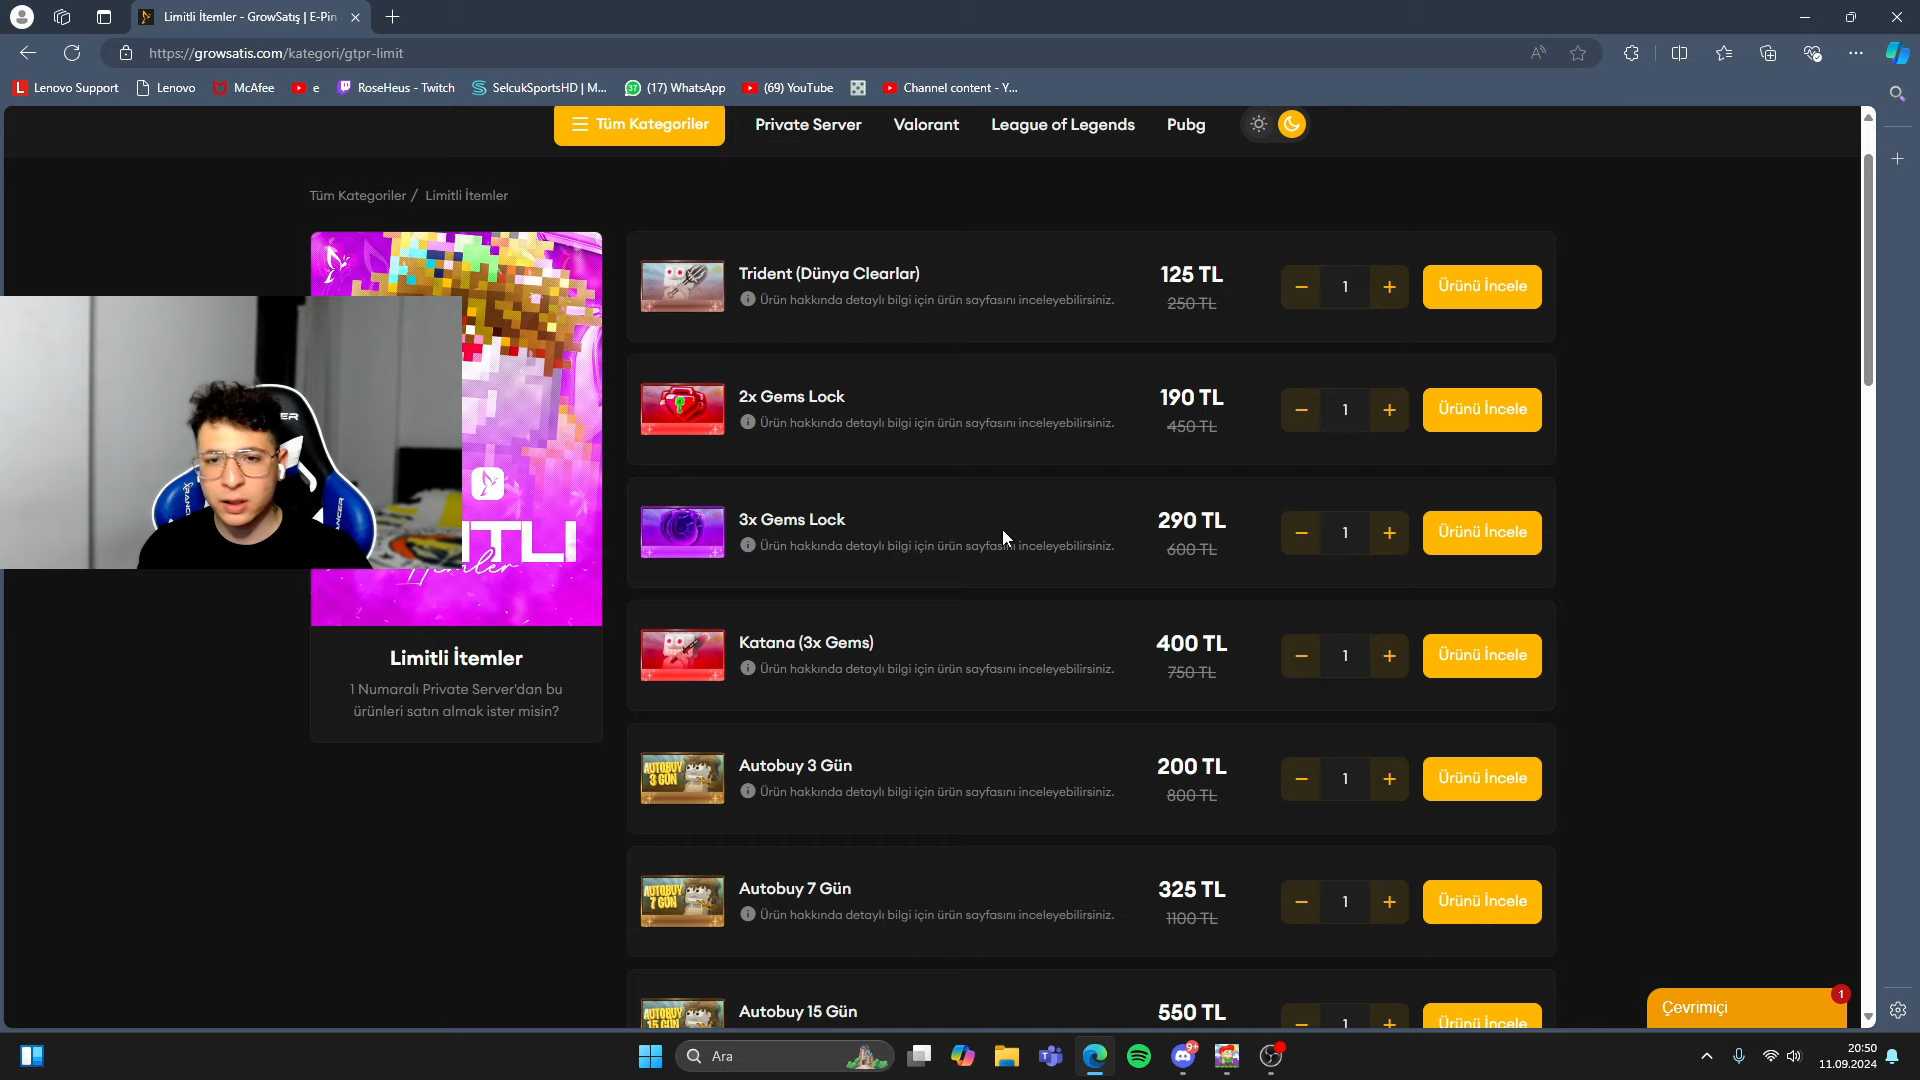 Limitli İtemler - GrowSatış | E-Pin
https://growsatis.com/kategori/gtpr-limit
Lenovo Support
Lenovo
McAfee
e
RoseHeus - Twitch
SelcukSportsHD | M...
(17) WhatsApp
(69) YouTube
Channel content - Y...
Tüm Kategoriler
Private Server
Valorant
League of Legends
Pubg
Tüm Kategoriler / Limitli İtemler
Trident (Dünya Clearlar)
Ürün hakkında detaylı bilgi için ürün sayfasını inceleyebilirsiniz.
125 TL
250 TL
1
Ürünü İncele
2x Gems Lock
Ürün hakkında detaylı bilgi için ürün sayfasını inceleyebilirsiniz.
190 TL
450 TL
1
Ürünü İncele
3x Gems Lock
Ürün hakkında detaylı bilgi için ürün sayfasını inceleyebilirsiniz.
290 TL
600 TL
1
Ürünü İncele
Katana (3x Gems)
Ürün hakkında detaylı bilgi için ürün sayfasını inceleyebilirsiniz.
400 TL
750 TL
1
Ürünü İncele
AUTOBUY
3 GÜN
Autobuy 3 Gün
Ürün hakkında detaylı bilgi için ürün sayfasını inceleyebilirsiniz.
200 TL
800 TL
1
Ürünü İncele
AUTOBUY
7 GÜN
Autobuy 7 Gün
Ürün hakkında detaylı bilgi için ürün sayfasını inceleyebilirsiniz.
325 TL
1100 TL
1
Ürünü İncele
AUTOBUY
15 GÜN
Autobuy 15 Gün
550 TL
1
Ürünü İncele
Limitli İtemler
1 Numaralı Private Server'dan bu
ürünleri satın almak ister misin?
Çevrimiçi
1
Ara
9+
20:50
11.09.2024